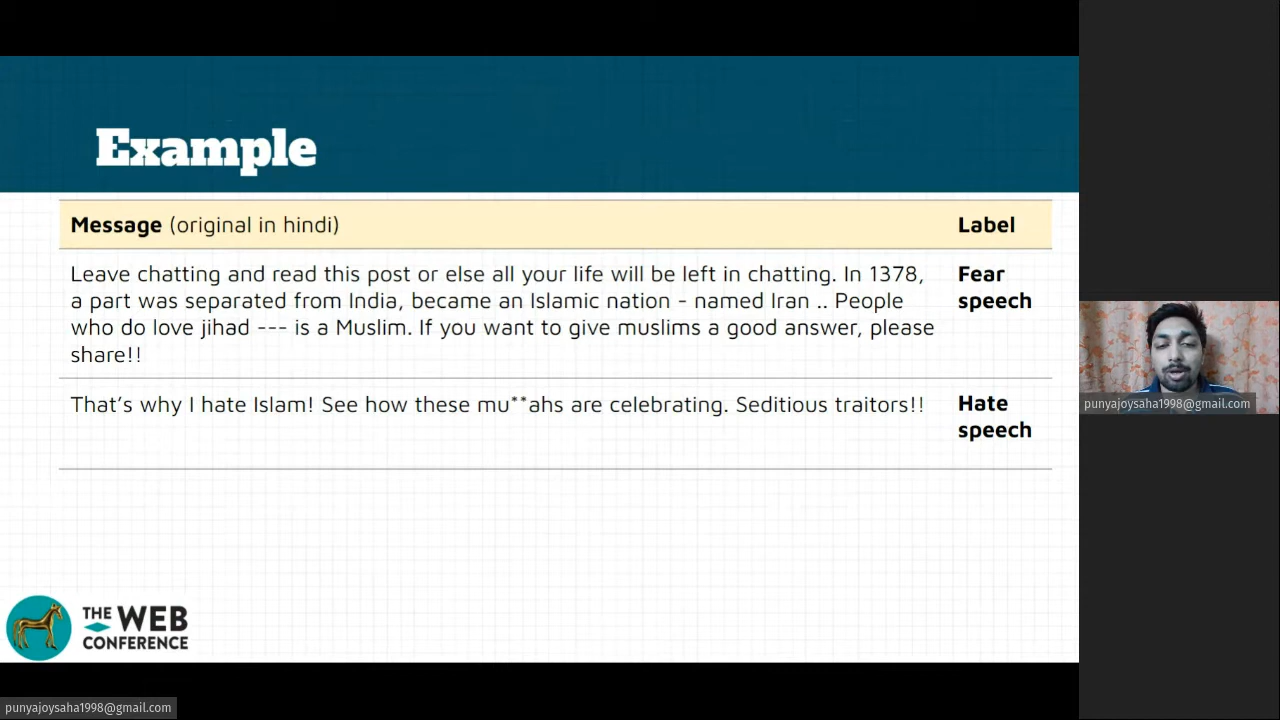 Example
Message (original in hindi)
Label
Leave chatting and read this post or else all your life will be left in chatting. In 1378,
a part was separated from India, became an Islamic nation - named Iran .. People
who do love jihad --- is a Muslim. If you want to give muslims a good answer, please
share!!
Fear
speech
That’s why I hate Islam! See how these mu**ahs are celebrating. Seditious traitors!!
Hate
speech
punyajoysaha1998@gmail.com
THE WEB
CONFERENCE
punyajoysaha1998@gmail.com